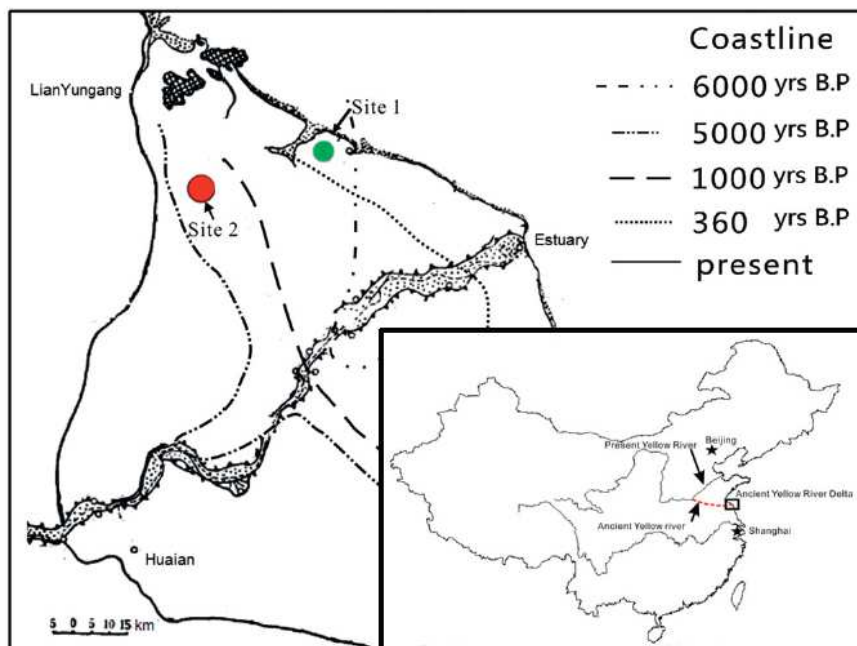 Coastline
6000 yrs B.P
5000 yrs B.P
1000 yrs B.P
360 yrs B.P
present
LianYungang
Site 1
Site 2
Estuary
Huaian
5 0 5 10 15 km
Present Yellow River
Beijing
Ancient Yellow River Delta
Ancient Yellow river
Shanghai